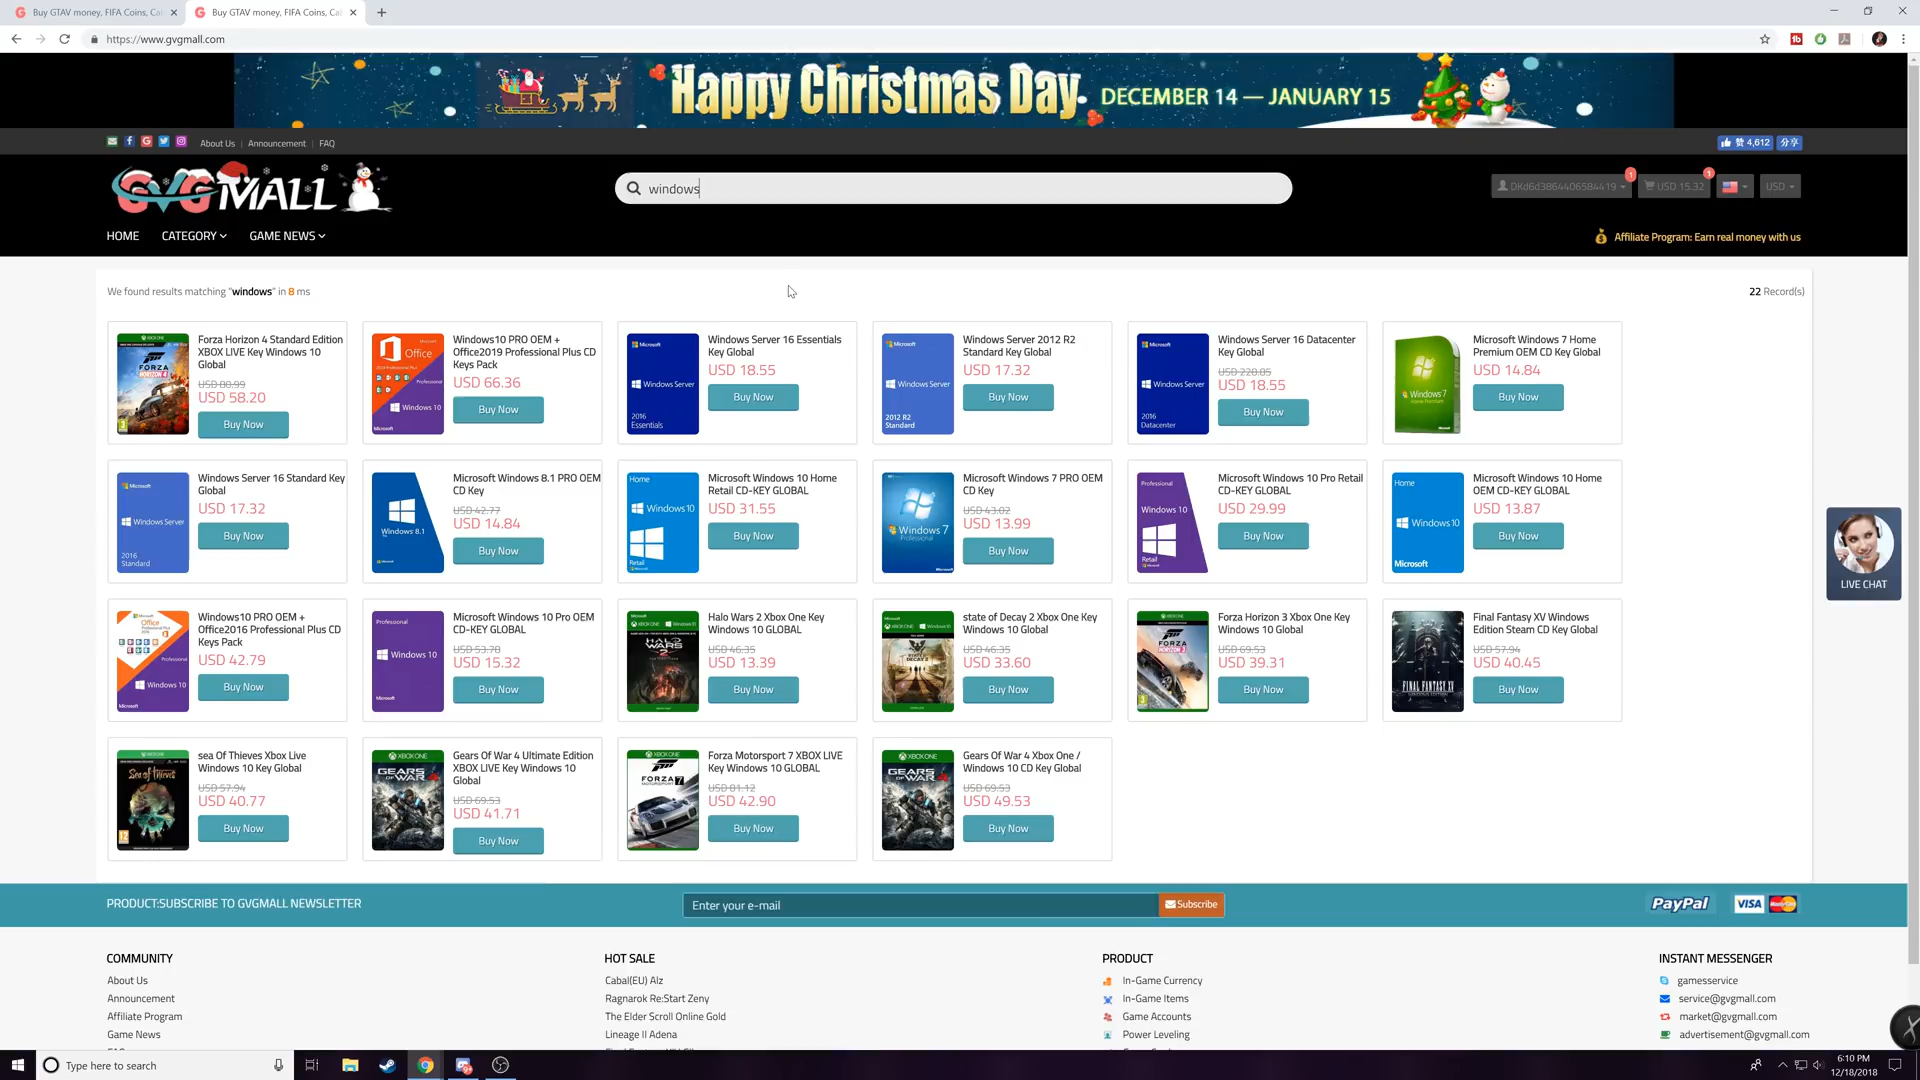 Buy GTAV money, FIFA Coins, Ca
Buy GTAV money, FIFA Coins, Ca
https://www.gvgmall.com
Happy Christmas Day
DECEMBER 14 — JANUARY 15
About Us | Announcement | FAQ
赞 4,612 分享
GVGMALL
windows
DKd6d3864406584419
1
USD 15.32
1
USD
HOME
CATEGORY
GAME NEWS
Affiliate Program: Earn real money with us
We found results matching "windows" in 8 ms
22 Record(s)
Forza Horizon 4 Standard Edition
XBOX LIVE Key Windows 10
Global
USD 80.99
USD 58.20
Buy Now
Windows10 PRO OEM +
Office2019 Professional Plus CD
Keys Pack
USD 66.36
Buy Now
Windows Server 16 Essentials
Key Global
USD 18.55
Buy Now
Windows Server 2012 R2
Standard Key Global
USD 17.32
Buy Now
Windows Server 16 Datacenter
Key Global
USD 220.85
USD 18.55
Buy Now
Microsoft Windows 7 Home
Premium OEM CD Key Global
USD 14.84
Buy Now
Windows Server 16 Standard Key
Global
USD 17.32
Buy Now
Microsoft Windows 8.1 PRO OEM
CD Key
USD 42.77
USD 14.84
Buy Now
Microsoft Windows 10 Home
Retail CD-KEY GLOBAL
USD 31.55
Buy Now
Microsoft Windows 7 PRO OEM
CD Key
USD 43.02
USD 13.99
Buy Now
Microsoft Windows 10 Pro Retail
CD-KEY GLOBAL
USD 29.99
Buy Now
Microsoft Windows 10 Home
OEM CD-KEY GLOBAL
USD 13.87
Buy Now
Windows10 PRO OEM +
Office2016 Professional Plus CD
Keys Pack
USD 42.79
Buy Now
Microsoft Windows 10 Pro OEM
CD-KEY GLOBAL
USD 53.78
USD 15.32
Buy Now
Halo Wars 2 Xbox One Key
Windows 10 GLOBAL
USD 46.35
USD 13.39
Buy Now
state of Decay 2 Xbox One Key
Windows 10 Global
USD 46.35
USD 33.60
Buy Now
Forza Horizon 3 Xbox One Key
Windows 10 Global
USD 69.53
USD 39.31
Buy Now
Final Fantasy XV Windows
Edition Steam CD Key Global
USD 57.94
USD 40.45
Buy Now
sea Of Thieves Xbox Live
Windows 10 Key Global
USD 57.94
USD 40.77
Buy Now
Gears Of War 4 Ultimate Edition
XBOX LIVE Key Windows 10
Global
USD 69.53
USD 41.71
Buy Now
Forza Motorsport 7 XBOX LIVE
Key Windows 10 GLOBAL
USD 81.12
USD 42.90
Buy Now
Gears Of War 4 Xbox One /
Windows 10 CD Key Global
USD 69.53
USD 49.53
Buy Now
LIVE CHAT
PRODUCT:SUBSCRIBE TO GVGMALL NEWSLETTER
Enter your e-mail
Subscribe
PayPal
VISA
COMMUNITY
About Us
Announcement
Affiliate Program
Game News
HOT SALE
Cabal(EU) Alz
Ragnarok Re:Start Zeny
The Elder Scroll Online Gold
Lineage II Adena
PRODUCT
In-Game Currency
In-Game Items
Game Accounts
Power Leveling
INSTANT MESSENGER
gamesservice
service@gvgmall.com
market@gvgmall.com
advertisement@gvgmall.com
Type here to search
6:10 PM
12/18/2018